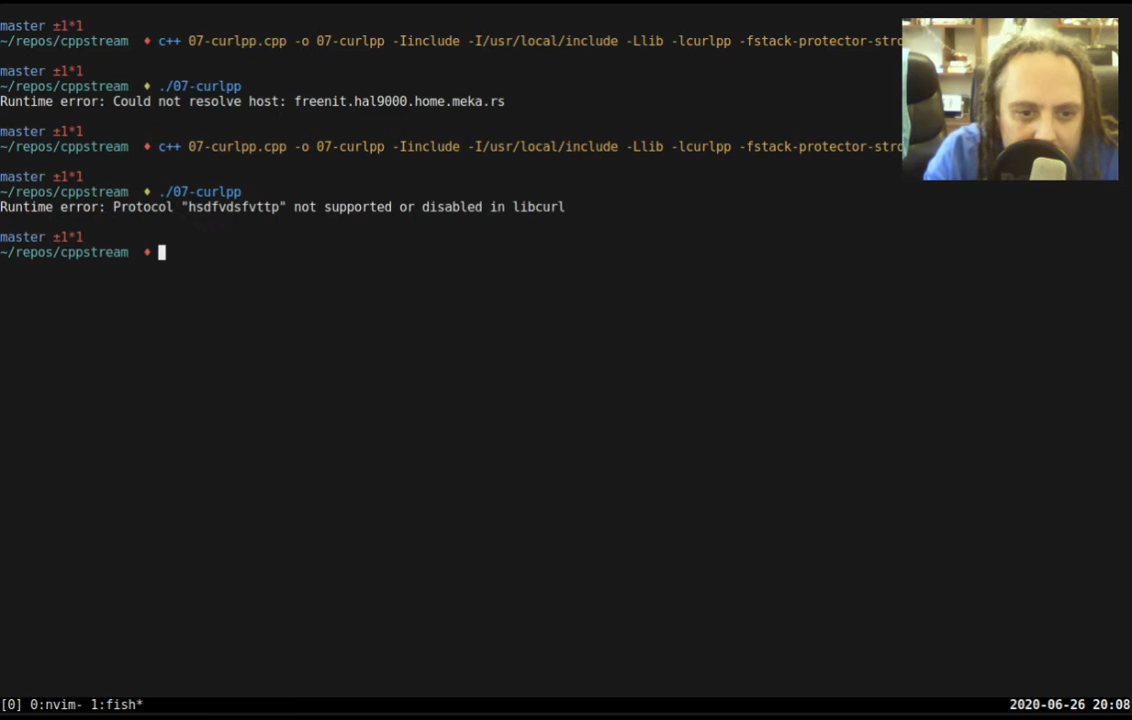 master ±1*1
~/repos/cppstream ♦ c++ 07-curlpp.cpp -o 07-curlpp -Iinclude -I/usr/local/include -Llib -lcurlpp -fstack-protector-stro
master ±1*1
~/repos/cppstream ♦ ./07-curlpp
Runtime error: Could not resolve host: freenit.hal9000.home.meka.rs
master ±1*1
~/repos/cppstream ♦ c++ 07-curlpp.cpp -o 07-curlpp -Iinclude -I/usr/local/include -Llib -lcurlpp -fstack-protector-stro
master ±1*1
~/repos/cppstream ♦ ./07-curlpp
Runtime error: Protocol "hsdfvdsfvttp" not supported or disabled in libcurl
master ±1*1
~/repos/cppstream ♦
[0] 0:nvim- 1:fish* 2020-06-26 20:08